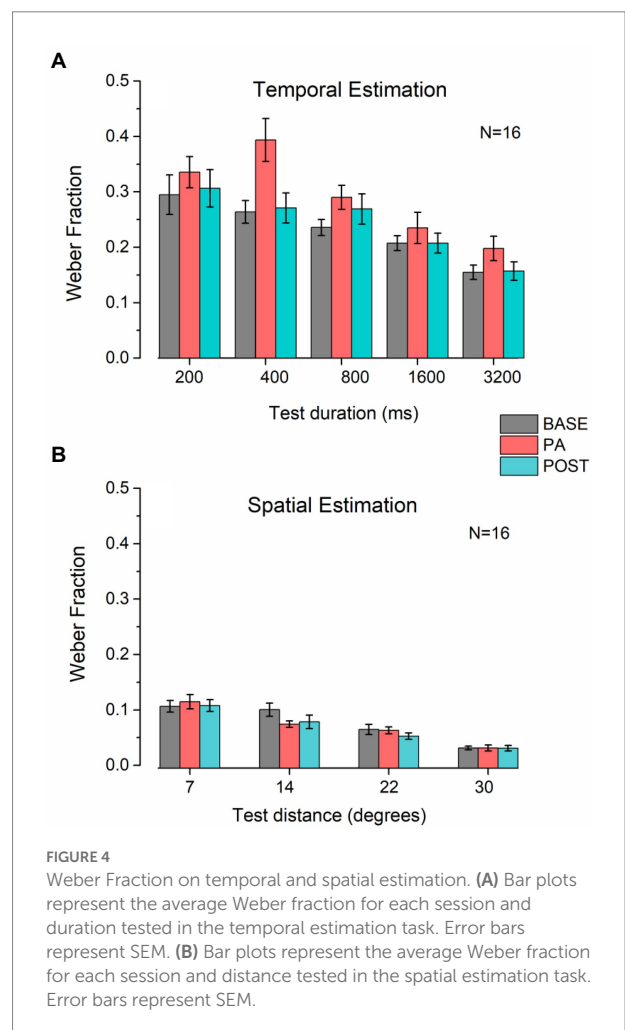 A
Temporal Estimation
N=16
Weber Fraction
0.5
0.4
0.3
0.2
0.1
0.0
200 400 800 1600 3200
Test duration (ms)
BASE
PA
POST
B
Spatial Estimation
N=16
Weber Fraction
0.5
0.4
0.3
0.2
0.1
0.0
7 14 22 30
Test distance (degrees)
FIGURE 4
Weber Fraction on temporal and spatial estimation. (A) Bar plots
represent the average Weber fraction for each session and
duration tested in the temporal estimation task. Error bars
represent SEM. (B) Bar plots represent the average Weber fraction
for each session and distance tested in the spatial estimation task.
Error bars represent SEM.